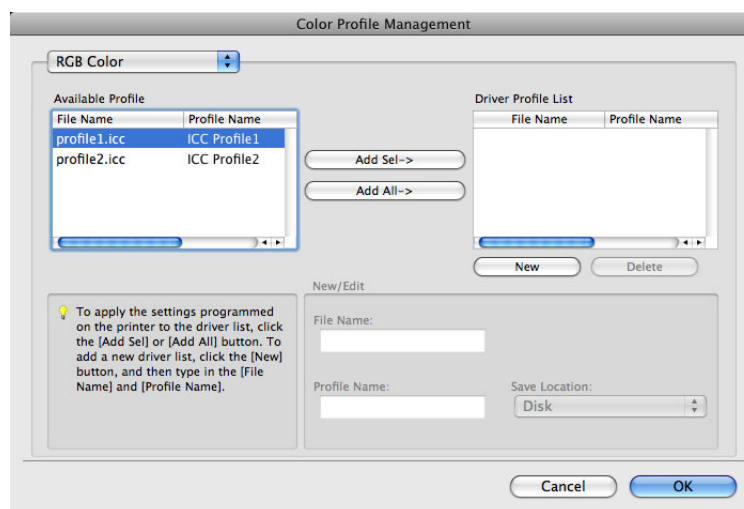 Color Profile Management
RGB Color
Available Profile
File Name Profile Name
profile1.icc ICC Profile1
profile2.icc ICC Profile2
Add Sel->
Add All->
Driver Profile List
File Name Profile Name
New Delete
To apply the settings programmed
on the printer to the driver list, click
the [Add Sel] or [Add All] button. To
add a new driver list, click the [New]
button, and then type in the [File
Name] and [Profile Name].
New/Edit
File Name:
Profile Name:
Save Location:
Disk
Cancel OK